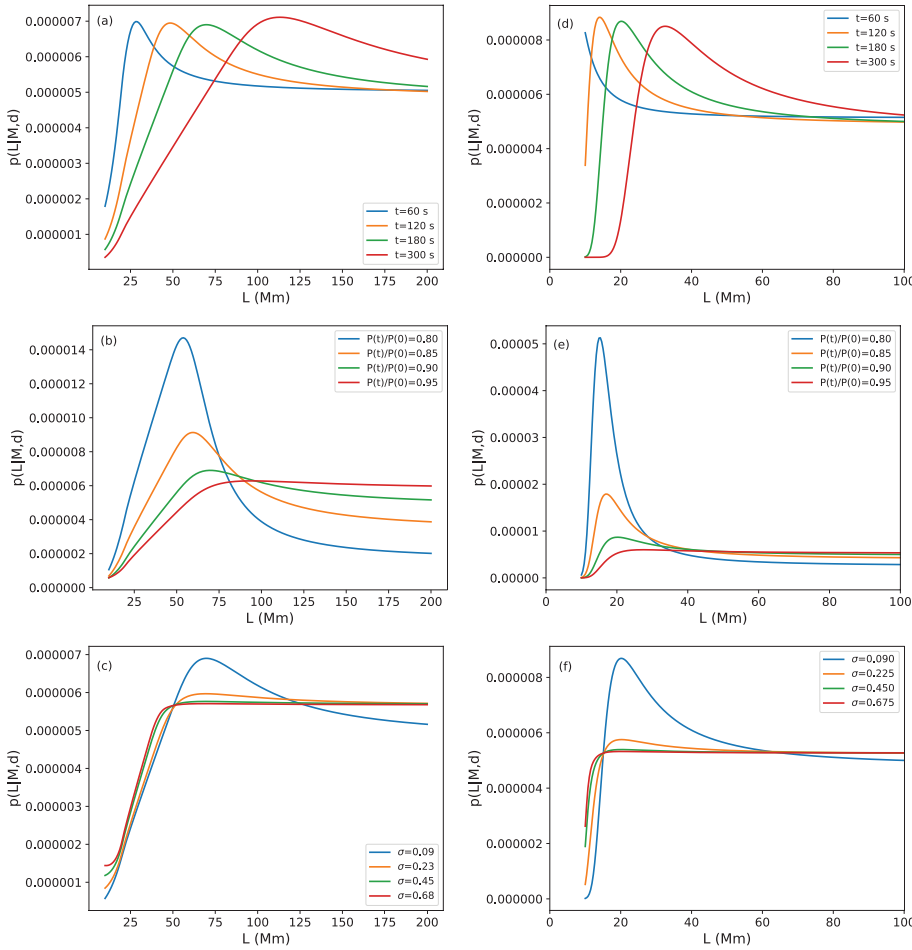 (a)
0.000007
0.000006
0.000005
0.000004
0.000003
0.000002
0.000001
p(L|M,d)
t=60 s
t=120 s
t=180 s
t=300 s
25 50 75 100 125 150 175 200
L (Mm)
(d)
t=60 s
t=120 s
t=180 s
t=300 s
0.000008
0.000006
0.000004
0.000002
0.000000
p(L|M,d)
0 20 40 60 80 100
L (Mm)
(b)
P(t)/P(0)=0.80
P(t)/P(0)=0.85
P(t)/P(0)=0.90
P(t)/P(0)=0.95
0.000014
0.000012
0.000010
0.000008
0.000006
0.000004
0.000002
0.000000
p(L|M,d)
25 50 75 100 125 150 175 200
L (Mm)
(e)
P(t)/P(0)=0.80
P(t)/P(0)=0.85
P(t)/P(0)=0.90
P(t)/P(0)=0.95
0.00005
0.00004
0.00003
0.00002
0.00001
0.00000
p(L|M,d)
0 20 40 60 80 100
L (Mm)
(c)
0.000007
0.000006
0.000005
0.000004
0.000003
0.000002
0.000001
p(L|M,d)
σ=0.09
σ=0.23
σ=0.45
σ=0.68
25 50 75 100 125 150 175 200
L (Mm)
(f)
σ=0.090
σ=0.225
σ=0.450
σ=0.675
0.000008
0.000006
0.000004
0.000002
0.000000
p(L|M,d)
0 20 40 60 80 100
L (Mm)